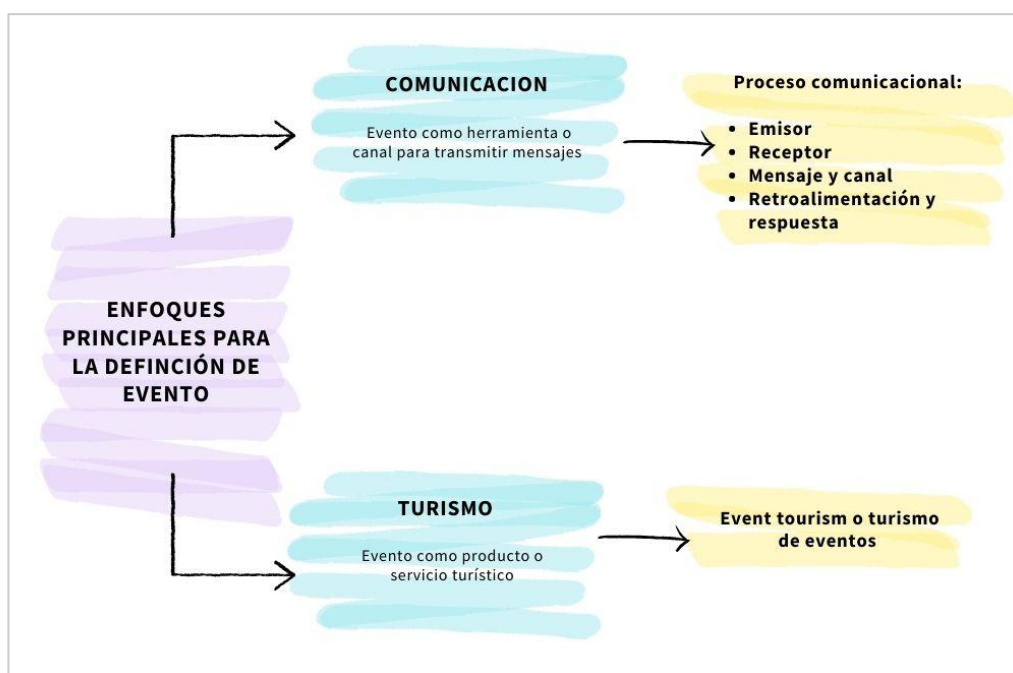 COMUNICACION
Evento como herramienta o
canal para transmitir mensajes
Proceso comunicacional:
• Emisor
• Receptor
• Mensaje y canal
• Retroalimentación y
respuesta
ENFOQUES
PRINCIPALES PARA
LA DEFINCIÓN DE
EVENTO
TURISMO
Evento como producto o
servicio turístico
Event tourism o turismo
de eventos